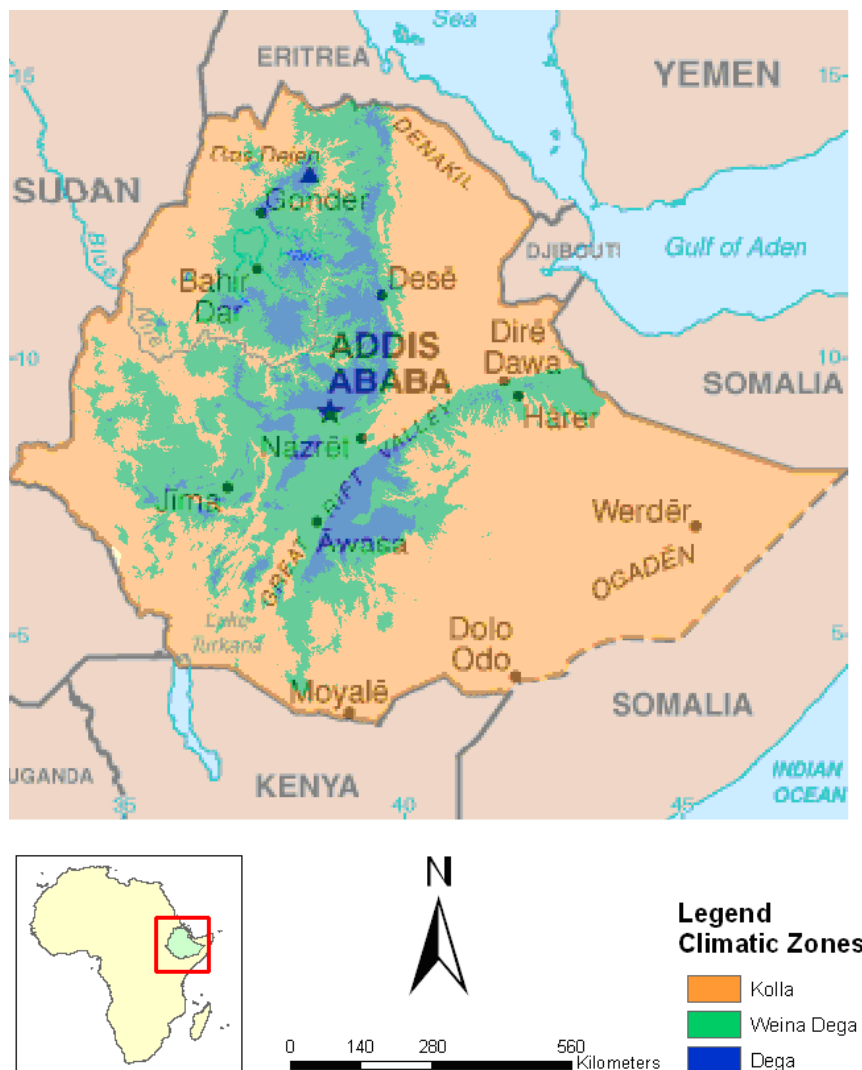 Sea
ERITREA
YEMEN
15
15
DENAKIL
Ras Dejen
SUDAN
Gonder
Blue
DJIBOUTI
Gulf of Aden
Bahir
Dar
Desē
Nile
ADDIS
ABABA
Dirē
Dawa
10
10
SOMALIA
Hārer
Nazrēt
GREAT RIFT VALLEY
Jīma
Werdēr
Āwasa
OGADĒN
Lake
Turkana
5
5
Dolo
Odo
Moyalē
SOMALIA
UGANDA
KENYA
INDIAN
OCEAN
35
40
45
N
Legend
Climatic Zones
Kolla
Weina Dega
Dega
0 140 280 560
Kilometers